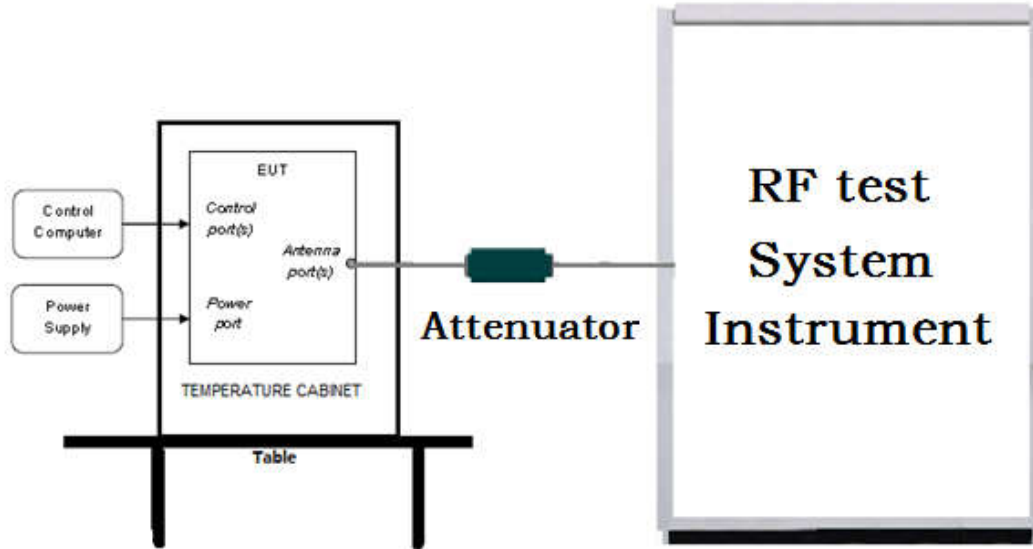 Control
Computer
Power
Supply
EUT
Control
port(s)
Antenna
port(s)
Power
port
TEMPERATURE CABINET
Table
Attenuator
RF test
System
Instrument